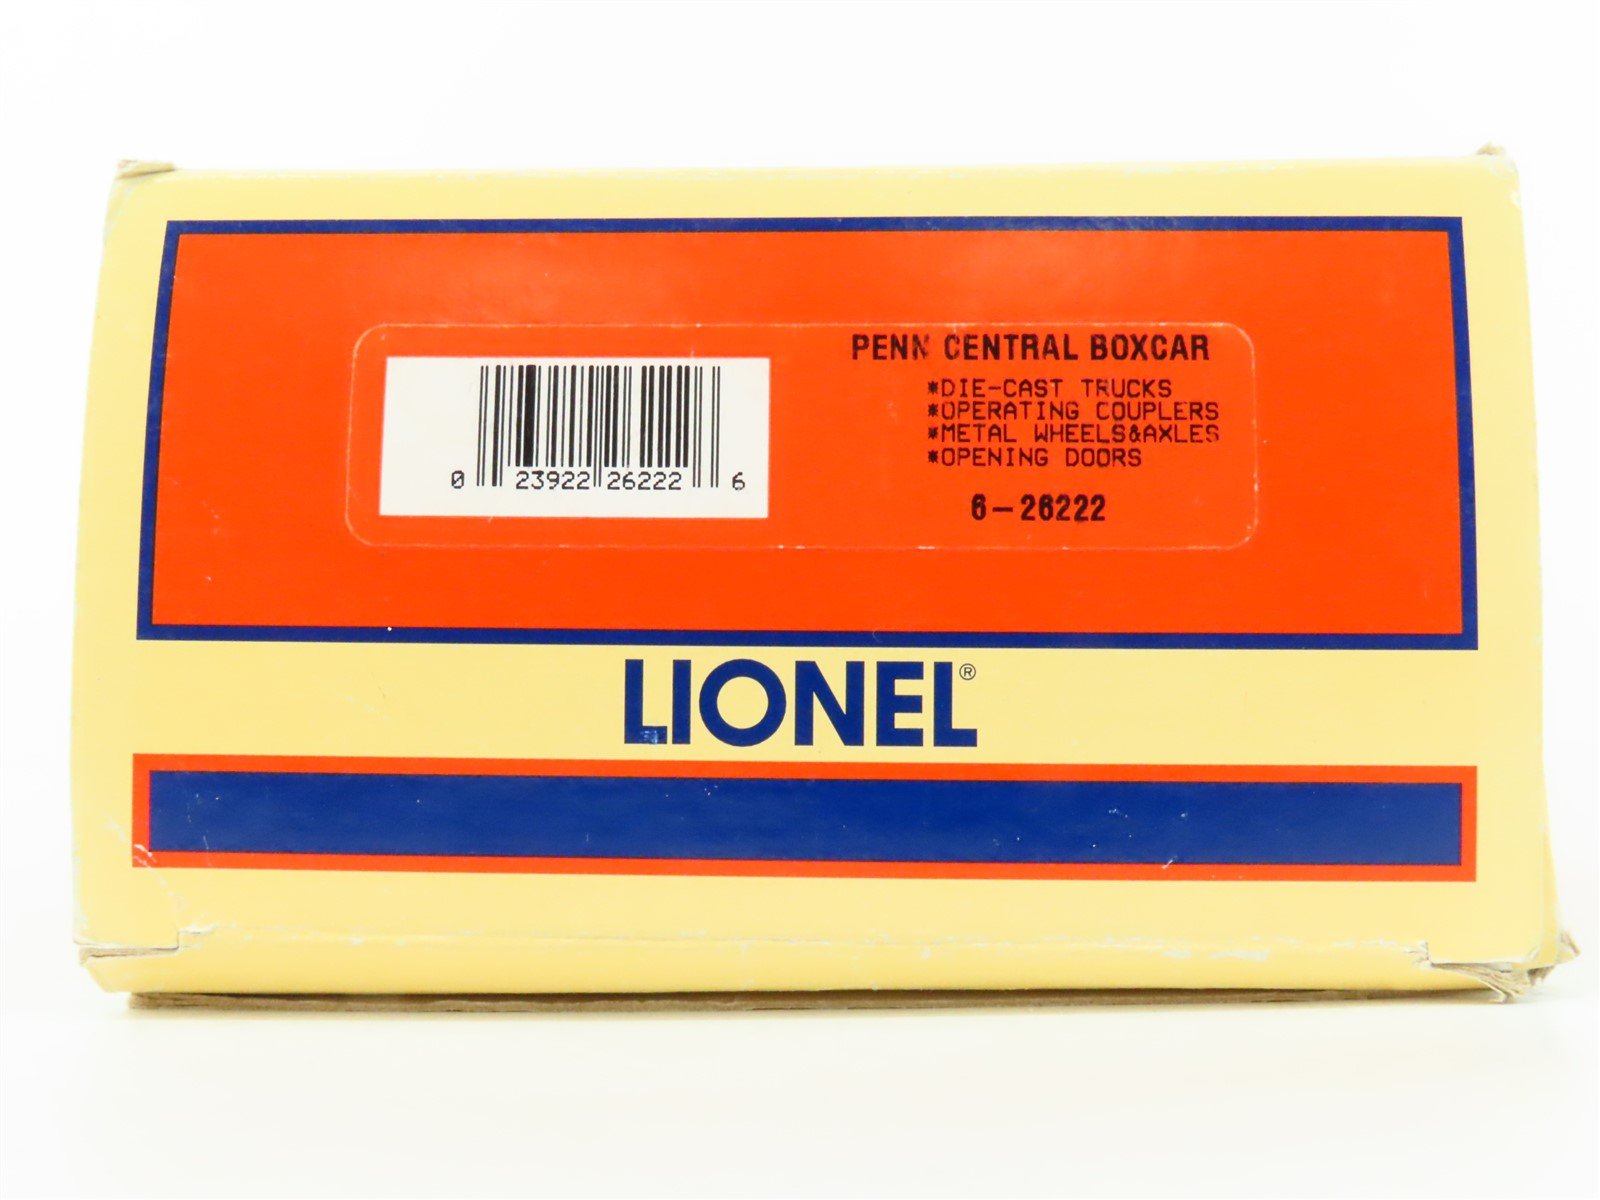 PENN CENTRAL BOXCAR
*DIE-CAST TRUCKS
*OPERATING COUPLERS
*METAL WHEELS&AXLES
*OPENING DOORS
6-26222
0 23922 26222 6
LIONEL®